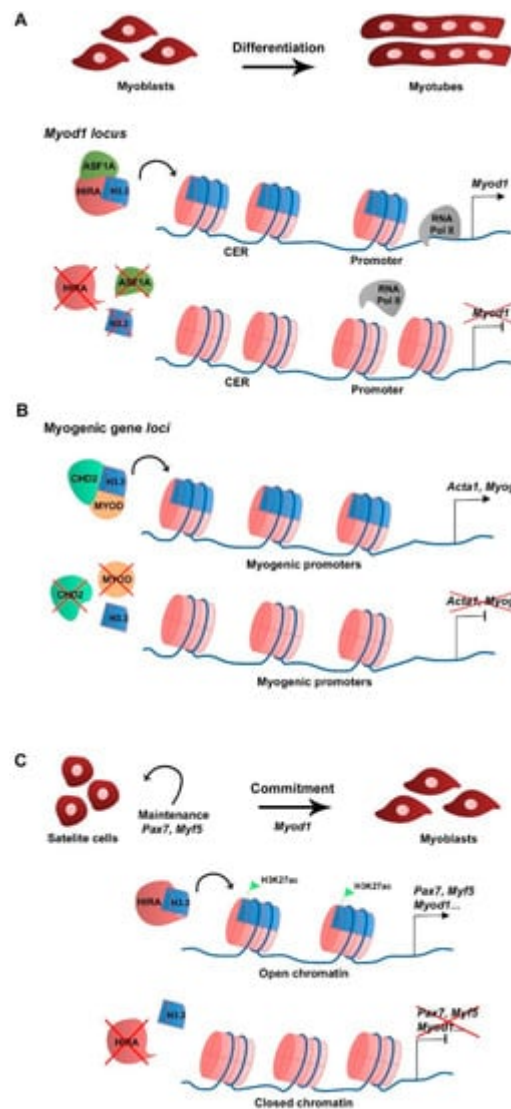 A
Differentiation
Myoblasts
Myotubes
Myod1 locus
ASF1A
HIRA
H3.3
RNA
Pol II
Myod1
CER
Promoter
HIRA
ASF1A
H3.3
RNA
Pol II
Myod1
CER
Promoter
B
Myogenic gene loci
CHD2
H3.3
MYOD
Acta1, Myog
Myogenic promoters
CHD2
MYOD
H3.3
Acta1, Myog
Myogenic promoters
C
Satelite cells
Maintenance
Pax7, Myf5
Commitment
Myod1
Myoblasts
HIRA
H3.3
H3K27ac
H3K27ac
Pax7, Myf5
Myod1...
Open chromatin
H3.3
HIRA
Pax7, Myf5
Myod1...
Closed chromatin